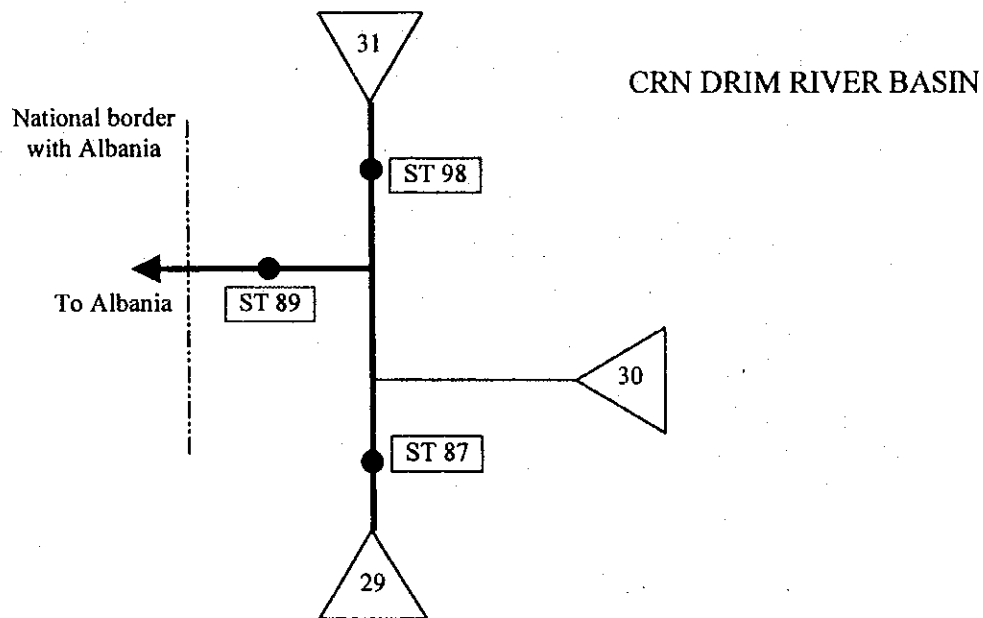 31
CRN DRIM RIVER BASIN
National border
with Albania
ST 98
To Albania
ST 89
30
ST 87
29